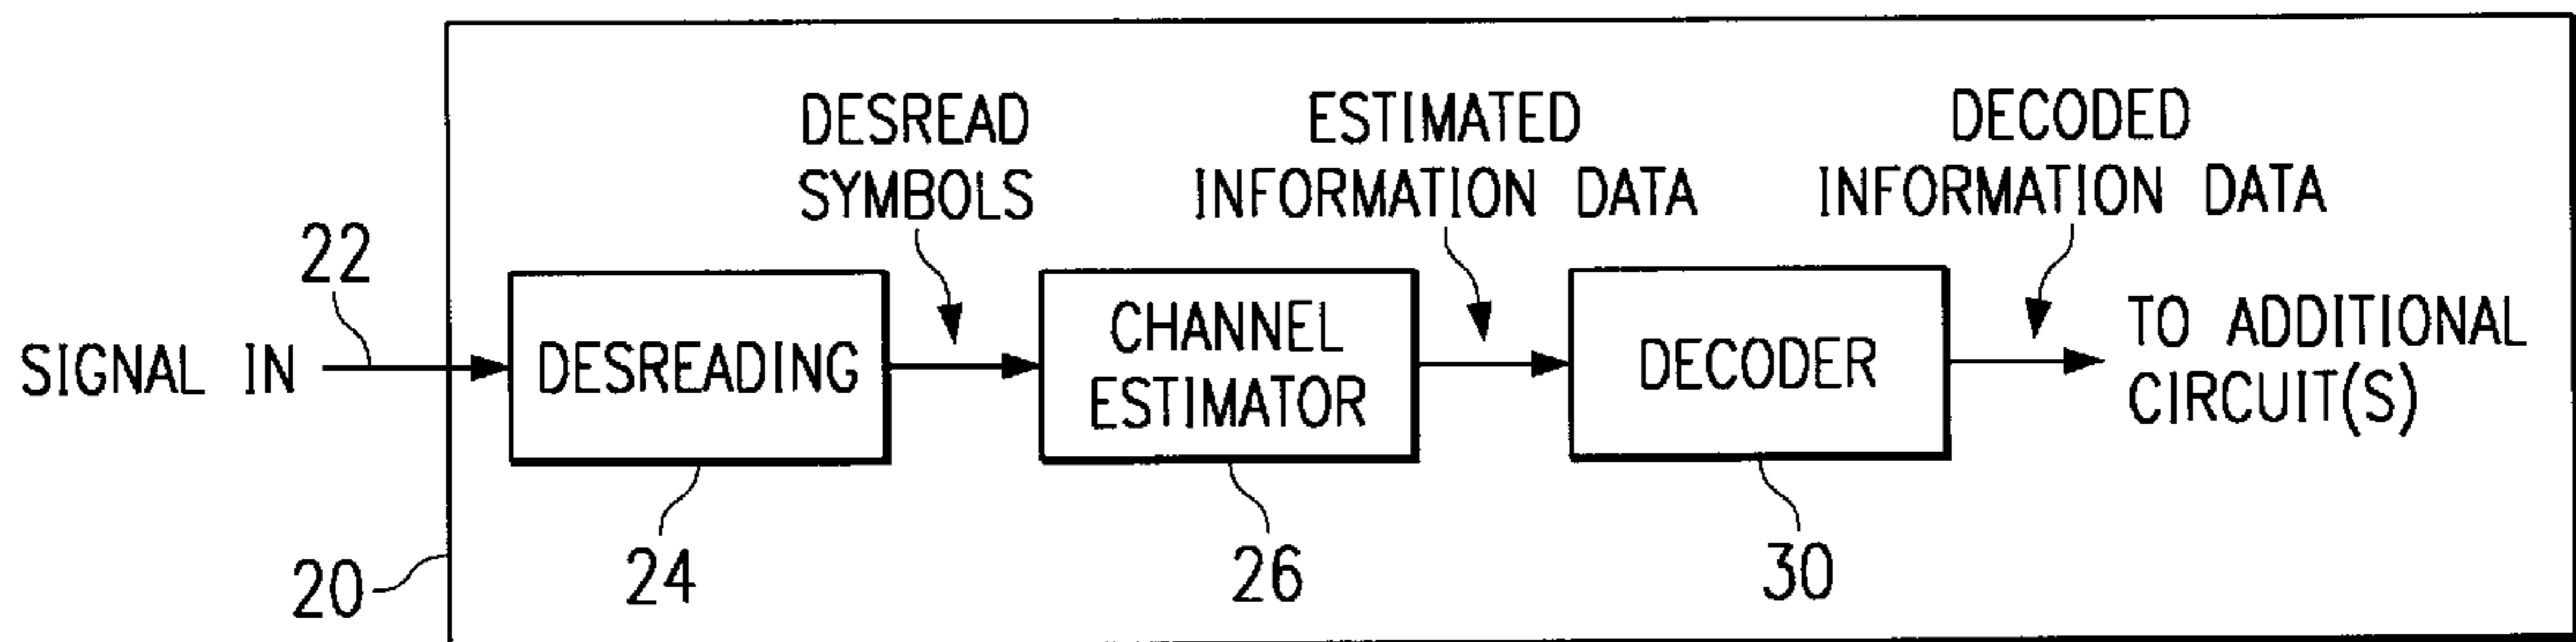 DESREAD
SYMBOLS
ESTIMATED
INFORMATION DATA
DECODED
INFORMATION DATA
22
SIGNAL IN
DESREADING
CHANNEL
ESTIMATOR
DECODER
TO ADDITIONAL
CIRCUIT(S)
20
24
26
30